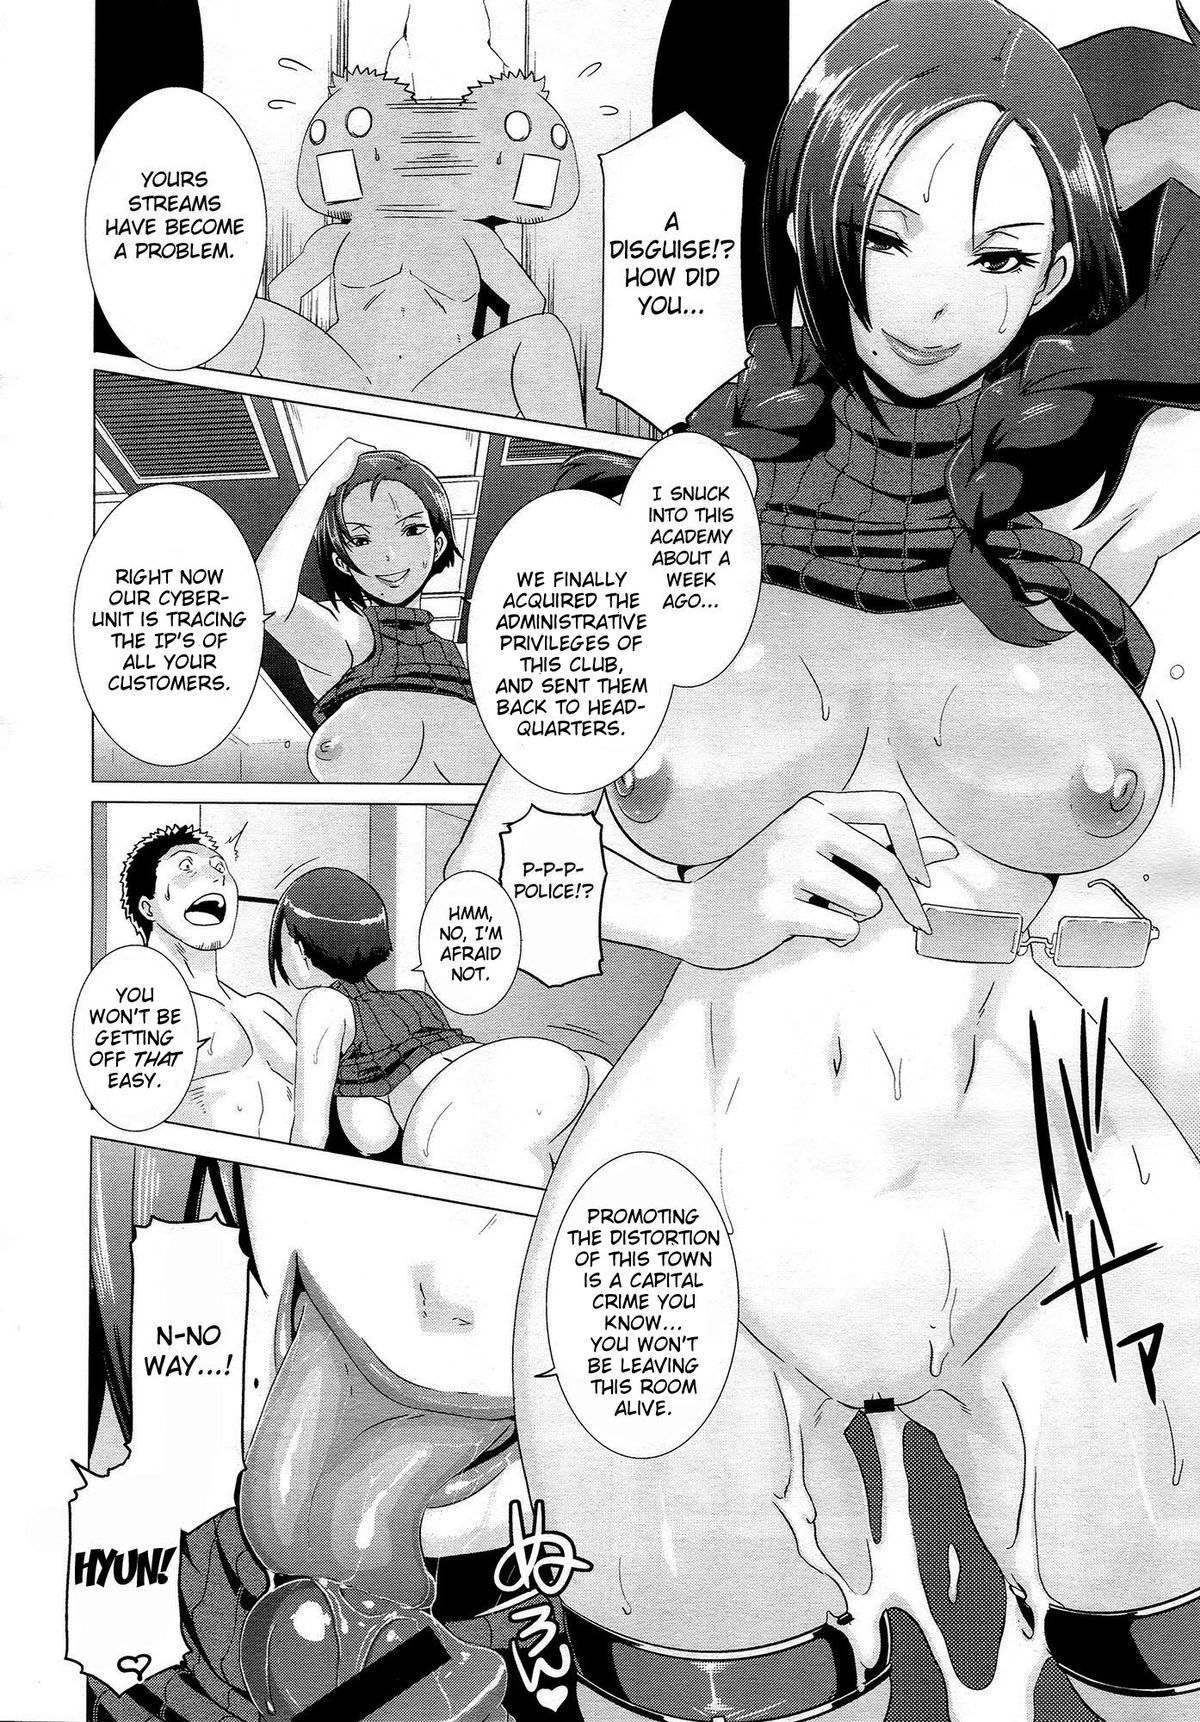 A
DISGUISE!?
HOW DID
YOU...
YOURS
STREAMS
HAVE BECOME
A PROBLEM.
I SNUCK
INTO THIS
ACADEMY
ABOUT A
WEEK
AGO...
WE FINALLY
ACQUIRED THE
ADMINISTRATIVE
PRIVILEGES OF
THIS CLUB,
AND SENT THEM
BACK TO HEAD-
QUARTERS.
RIGHT NOW
OUR CYBER-
UNIT IS TRACING
THE IP'S OF
ALL YOUR
CUSTOMERS.
P-P-P-
POLICE!?
HMM,
NO, I'M
AFRAID
NOT.
YOU
WON'T BE
GETTING
OFF THAT
EASY.
PROMOTING
THE DISTORTION
OF THIS TOWN
IS A CAPITAL
CRIME YOU
KNOW...
YOU WON'T
BE LEAVING
THIS ROOM
ALIVE.
N-NO
WAY...!
HYUN!
ぬろん